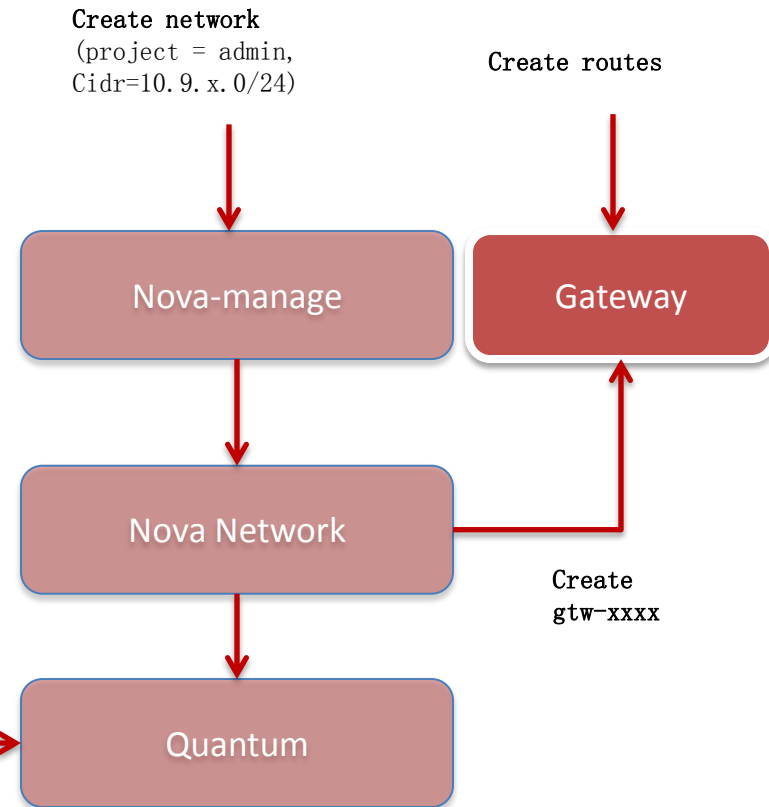 Create network
(project = admin,
Cidr=10.9.x.0/24)
Create routes
Nova-manage
Gateway
Nova Network
Create
gtw-xxxx
Quantum